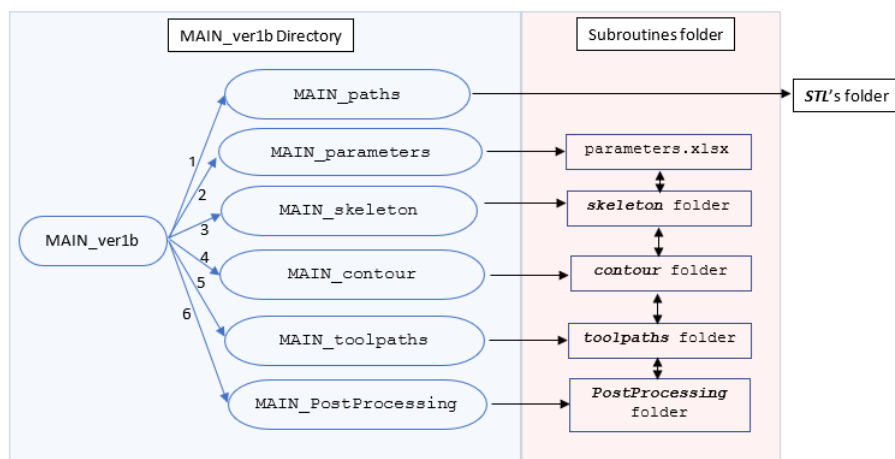 MAIN_ver1b Directory
Subroutines folder
MAIN_paths
STL's folder
MAIN_parameters
parameters.xlsx
1
2
MAIN_skeleton
skeleton folder
3
MAIN_ver1b
4
MAIN_contour
contour folder
5
6
MAIN_toolpaths
toolpaths folder
MAIN_PostProcessing
PostProcessing
folder